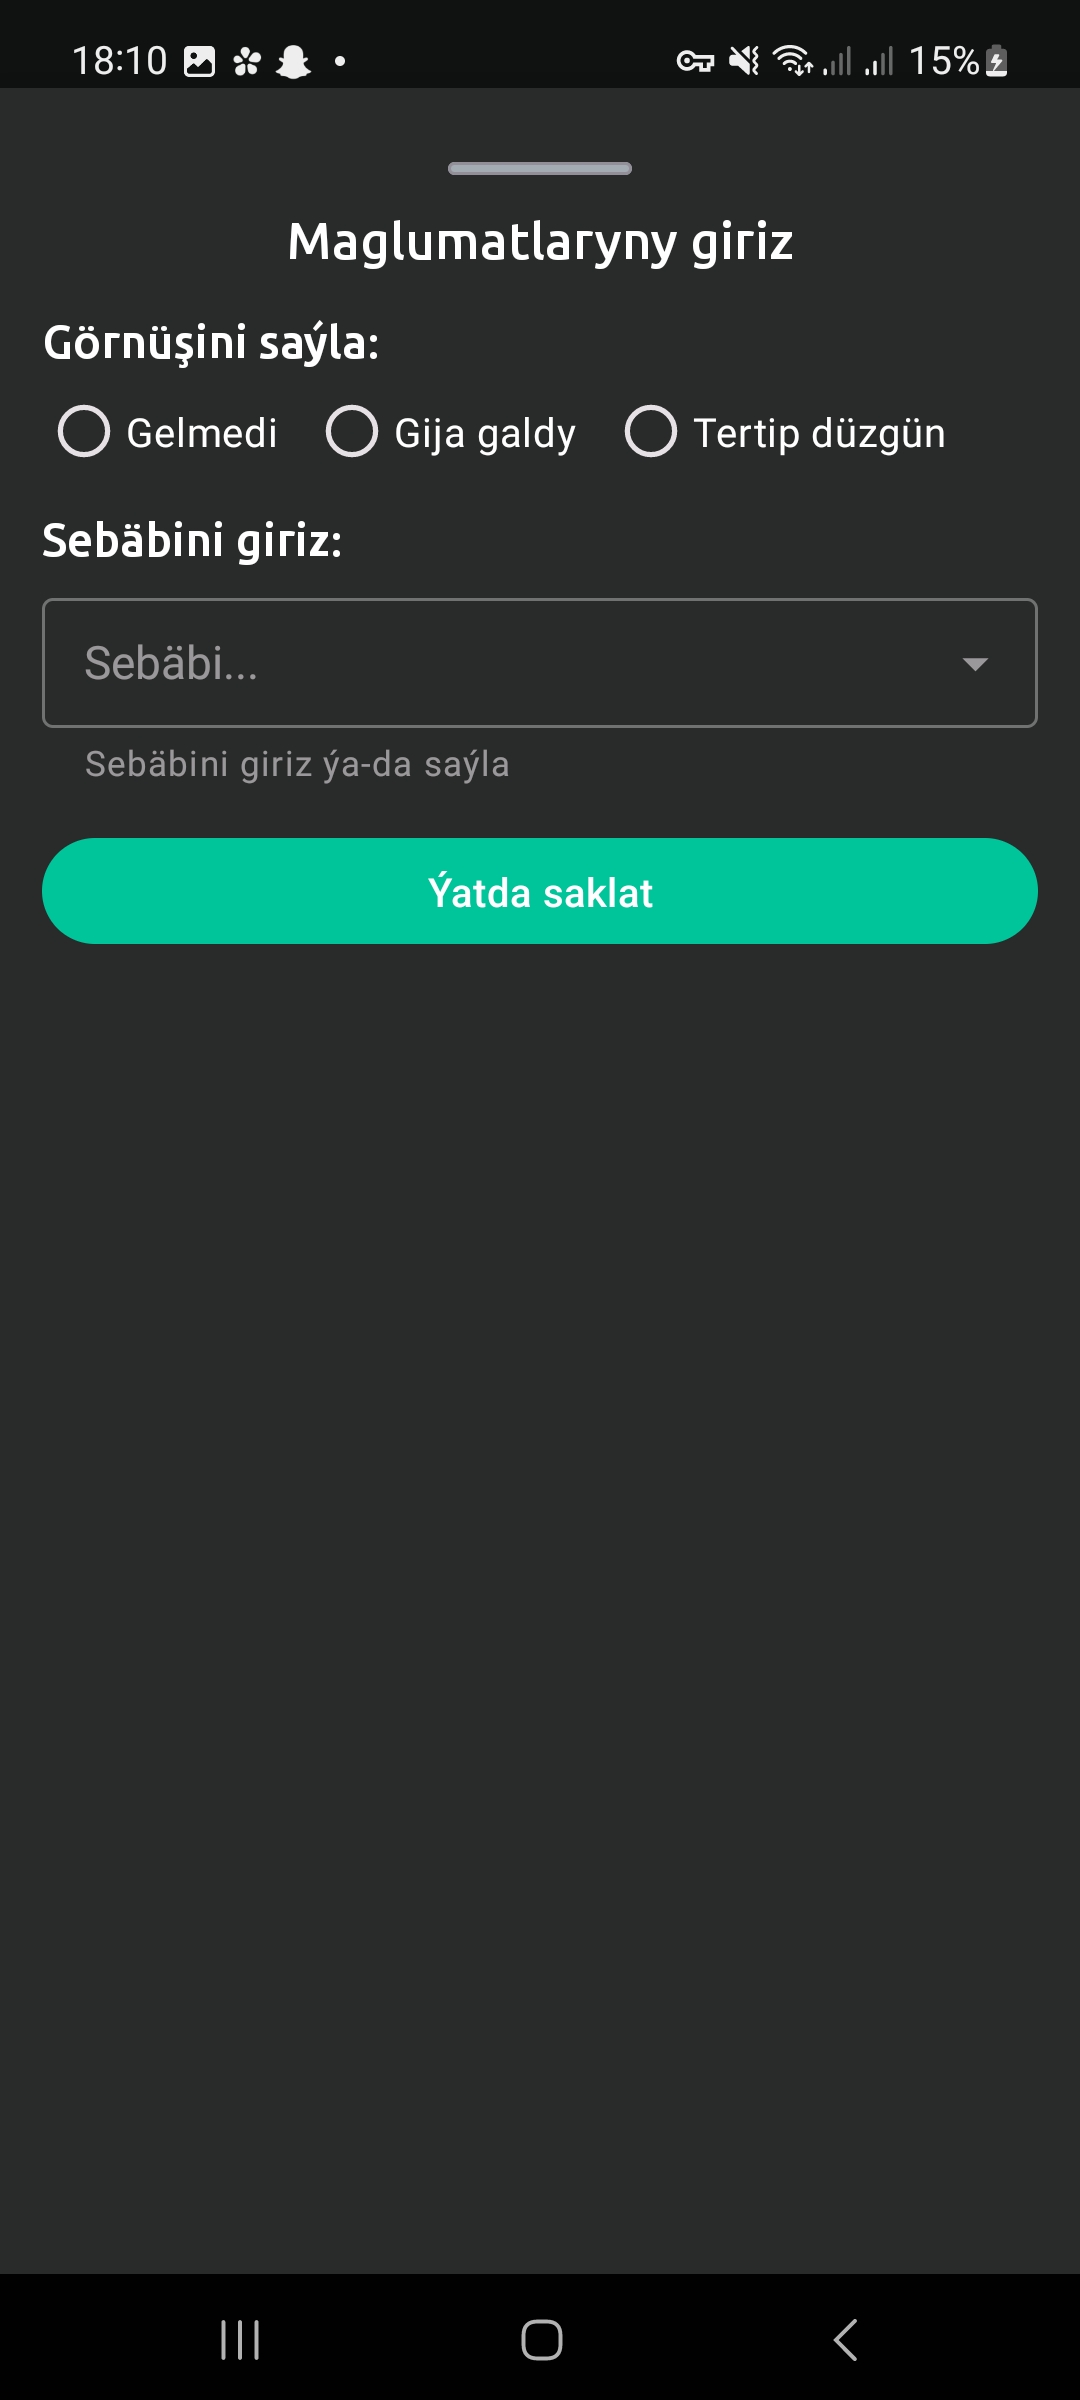 18:10 15%
Maglumatlaryny giriz
Görnüşini saýla:
Gelmedi Gija galdy Tertip düzgün
Sebäbini giriz:
Sebäbi...
Sebäbini giriz ýa-da saýla
Ýatda saklat